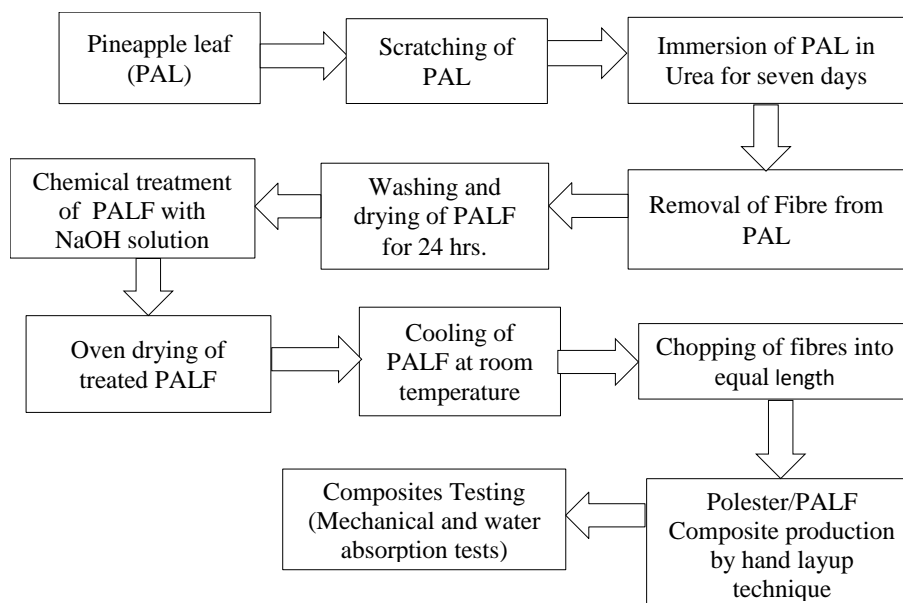 Pineapple leaf
(PAL)
Scratching of
PAL
Immersion of PAL in
Urea for seven days
Removal of Fibre from
PAL
Washing and
drying of PALF
for 24 hrs.
Chemical treatment
of PALF with
NaOH solution
Oven drying of
treated PALF
Cooling of
PALF at room
temperature
Chopping of fibres into
equal length
Polester/PALF
Composite production
by hand layup
technique
Composites Testing
(Mechanical and water
absorption tests)